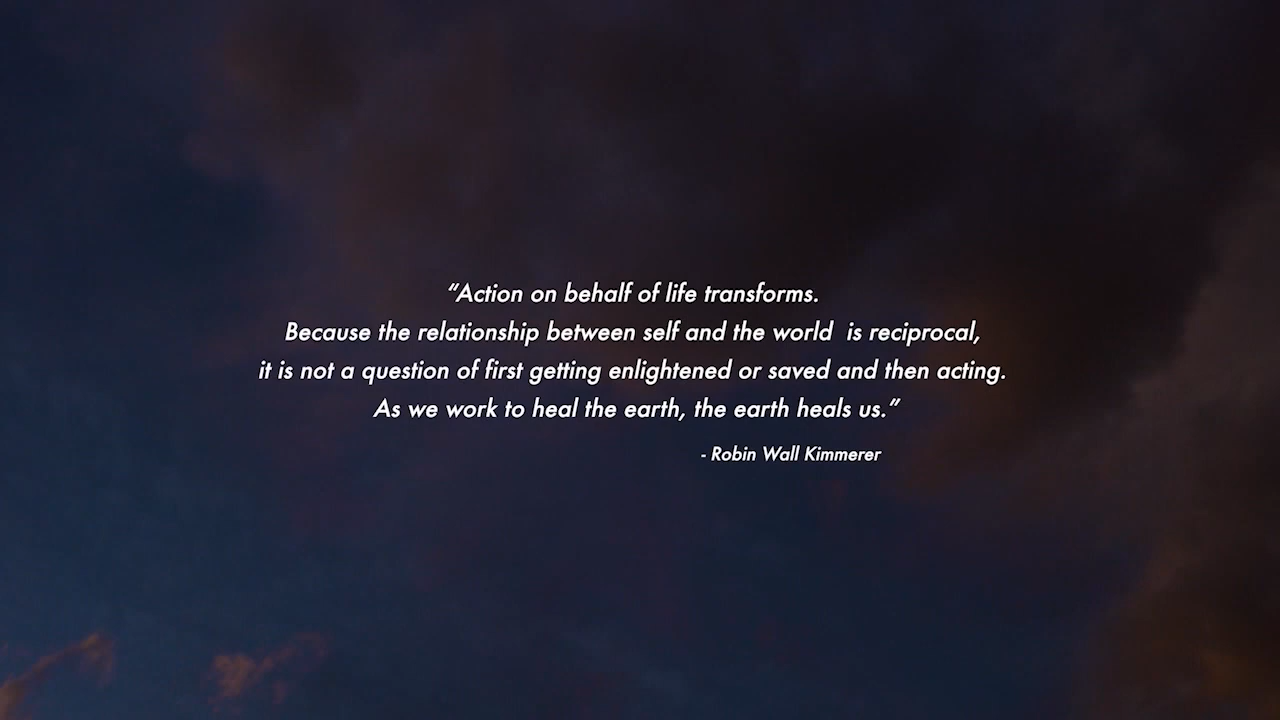 “Action on behalf of life transforms.
Because the relationship between self and the world  is reciprocal,
it is not a question of first getting enlightened or saved and then acting.
As we work to heal the earth, the earth heals us.”
- Robin Wall Kimmerer